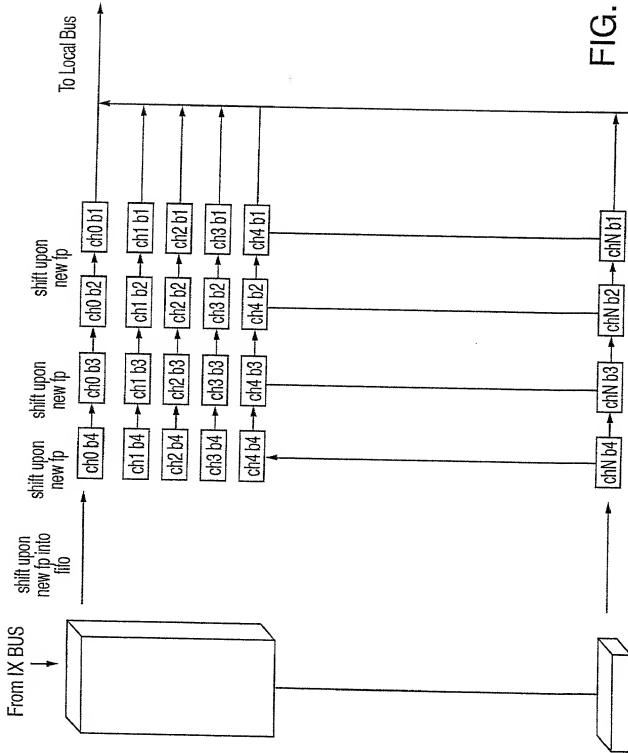 From IX BUS
shift upon
new fp into
fifo
shift upon
new fp
shift upon
new fp
shift upon
new fp
To Local Bus
ch0 b4
ch0 b3
ch0 b2
ch0 b1
ch1 b4
ch1 b3
ch1 b2
ch1 b1
ch2 b4
ch2 b3
ch2 b2
ch2 b1
ch3 b4
ch3 b3
ch3 b2
ch3 b1
ch4 b4
ch4 b3
ch4 b2
ch4 b1
chN b4
chN b3
chN b2
chN b1
FIG.